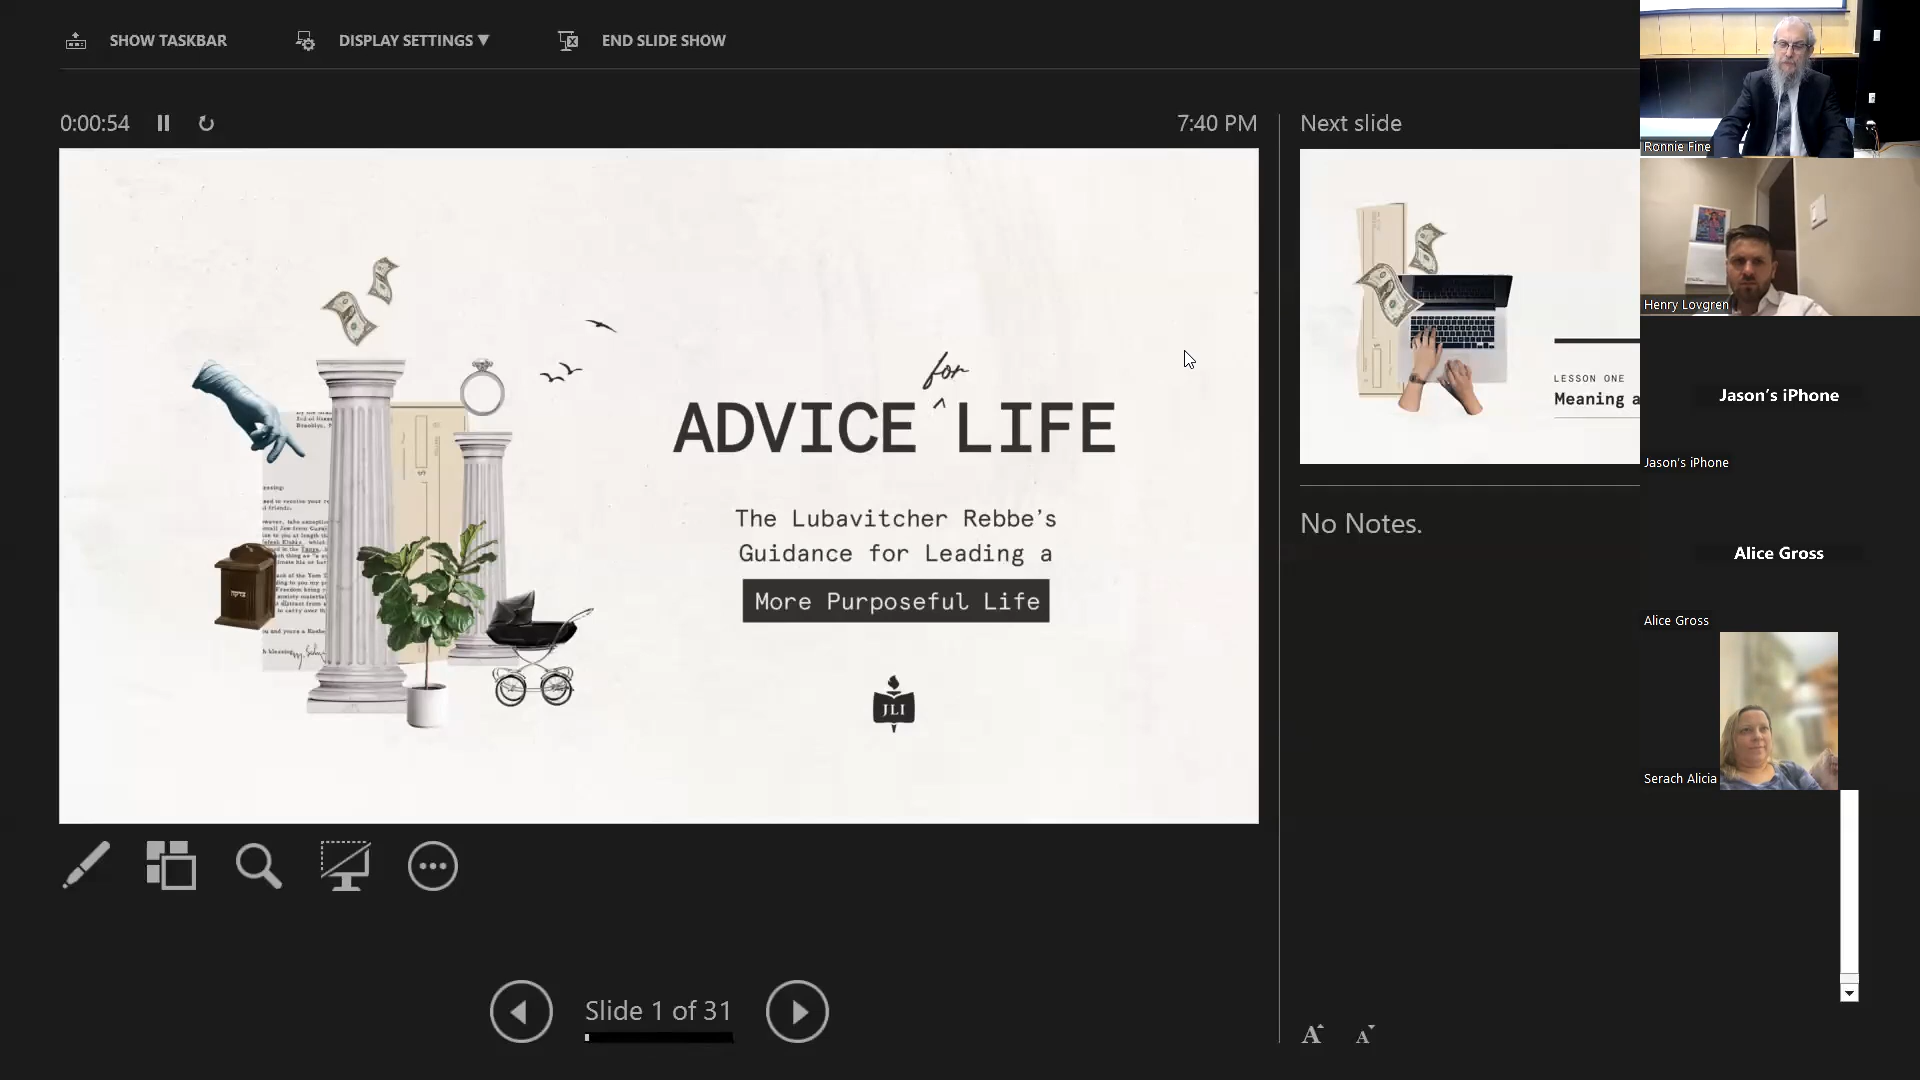 SHOW TASKBAR
DISPLAY SETTINGS ▼
END SLIDE SHOW
0:00:54
7:40 PM
Next slide
for
ADVICE ^ LIFE
The Lubavitcher Rebbe's
Guidance for Leading a
More Purposeful Life
JLI
צדקה
LESSON ONE
Meaning a
No Notes.
Slide 1 of 31
A
A
Ronnie Fine
Henry Lovgren
Jason's iPhone
Jason's iPhone
Alice Gross
Alice Gross
Serach Alicia